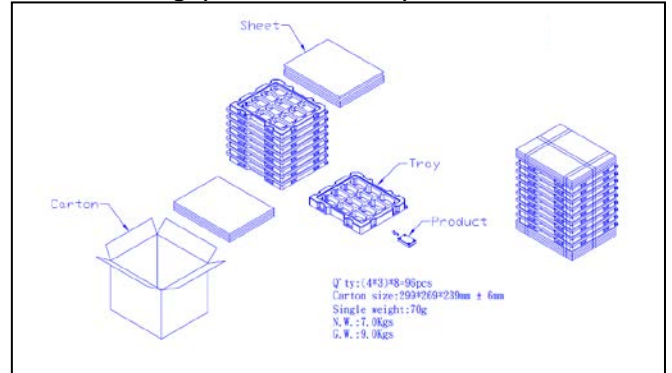 Sheet
Tray
Carton
Product
Q'ty:(4*3)*8=96pcs
Carton size:299*269*239mm ± 6mm
Single weight:70g
N.W.:7.0Kgs
G.W.:9.0Kgs